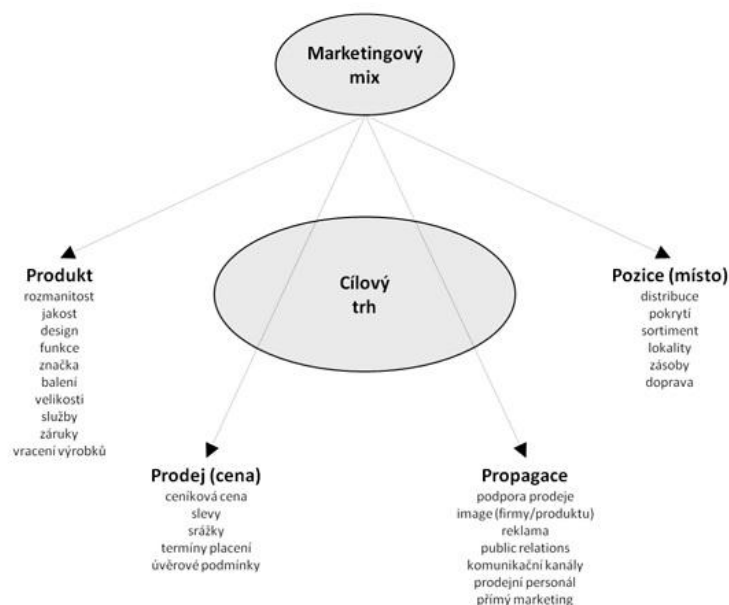 Marketingový
mix
Cílový
trh
Produkt
rozmanitost
jakost
design
funkce
značka
balení
velikosti
služby
záruky
vracení výrobků
Pozice (místo)
distribuce
pokrytí
sortiment
lokality
zásoby
doprava
Prodej (cena)
ceníková cena
slevy
srážky
termíny placení
úvěrové podmínky
Propagace
podpora prodeje
image (firmy/produktu)
reklama
public relations
komunikační kanály
prodejní personál
přímý marketing